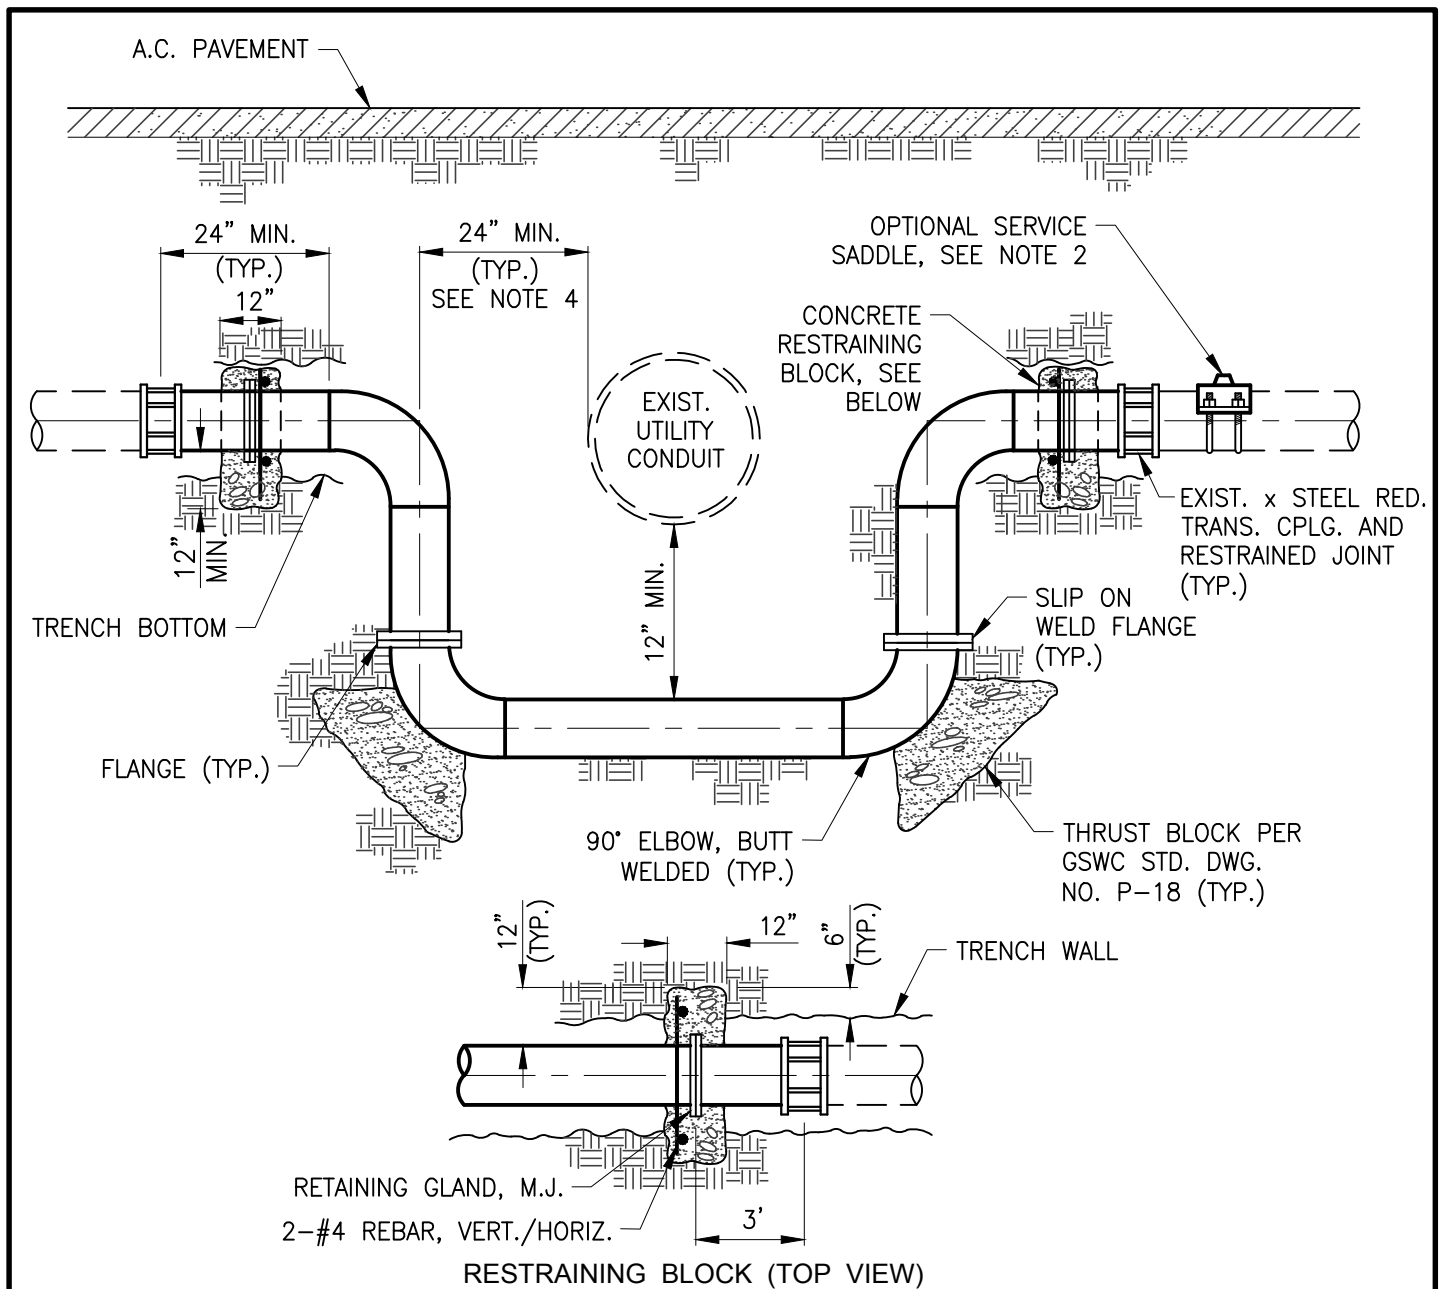 A.C. PAVEMENT
24" MIN.
(TYP.)
12"
24" MIN.
(TYP.)
SEE NOTE 4
OPTIONAL SERVICE
SADDLE, SEE NOTE 2
CONCRETE
RESTRAINING
BLOCK, SEE
BELOW
EXIST.
UTILITY
CONDUIT
EXIST. x STEEL RED.
TRANS. CPLG. AND
RESTRAINED JOINT
(TYP.)
12"
MIN.
TRENCH BOTTOM
12" MIN.
SLIP ON
WELD FLANGE
(TYP.)
FLANGE (TYP.)
90° ELBOW, BUTT
WELDED (TYP.)
THRUST BLOCK PER
GSWC STD. DWG.
NO. P-18 (TYP.)
12"
(TYP.)
12"
6"
(TYP.)
TRENCH WALL
RETAINING GLAND, M.J.
2-#4 REBAR, VERT./HORIZ.
3'
RESTRAINING BLOCK (TOP VIEW)